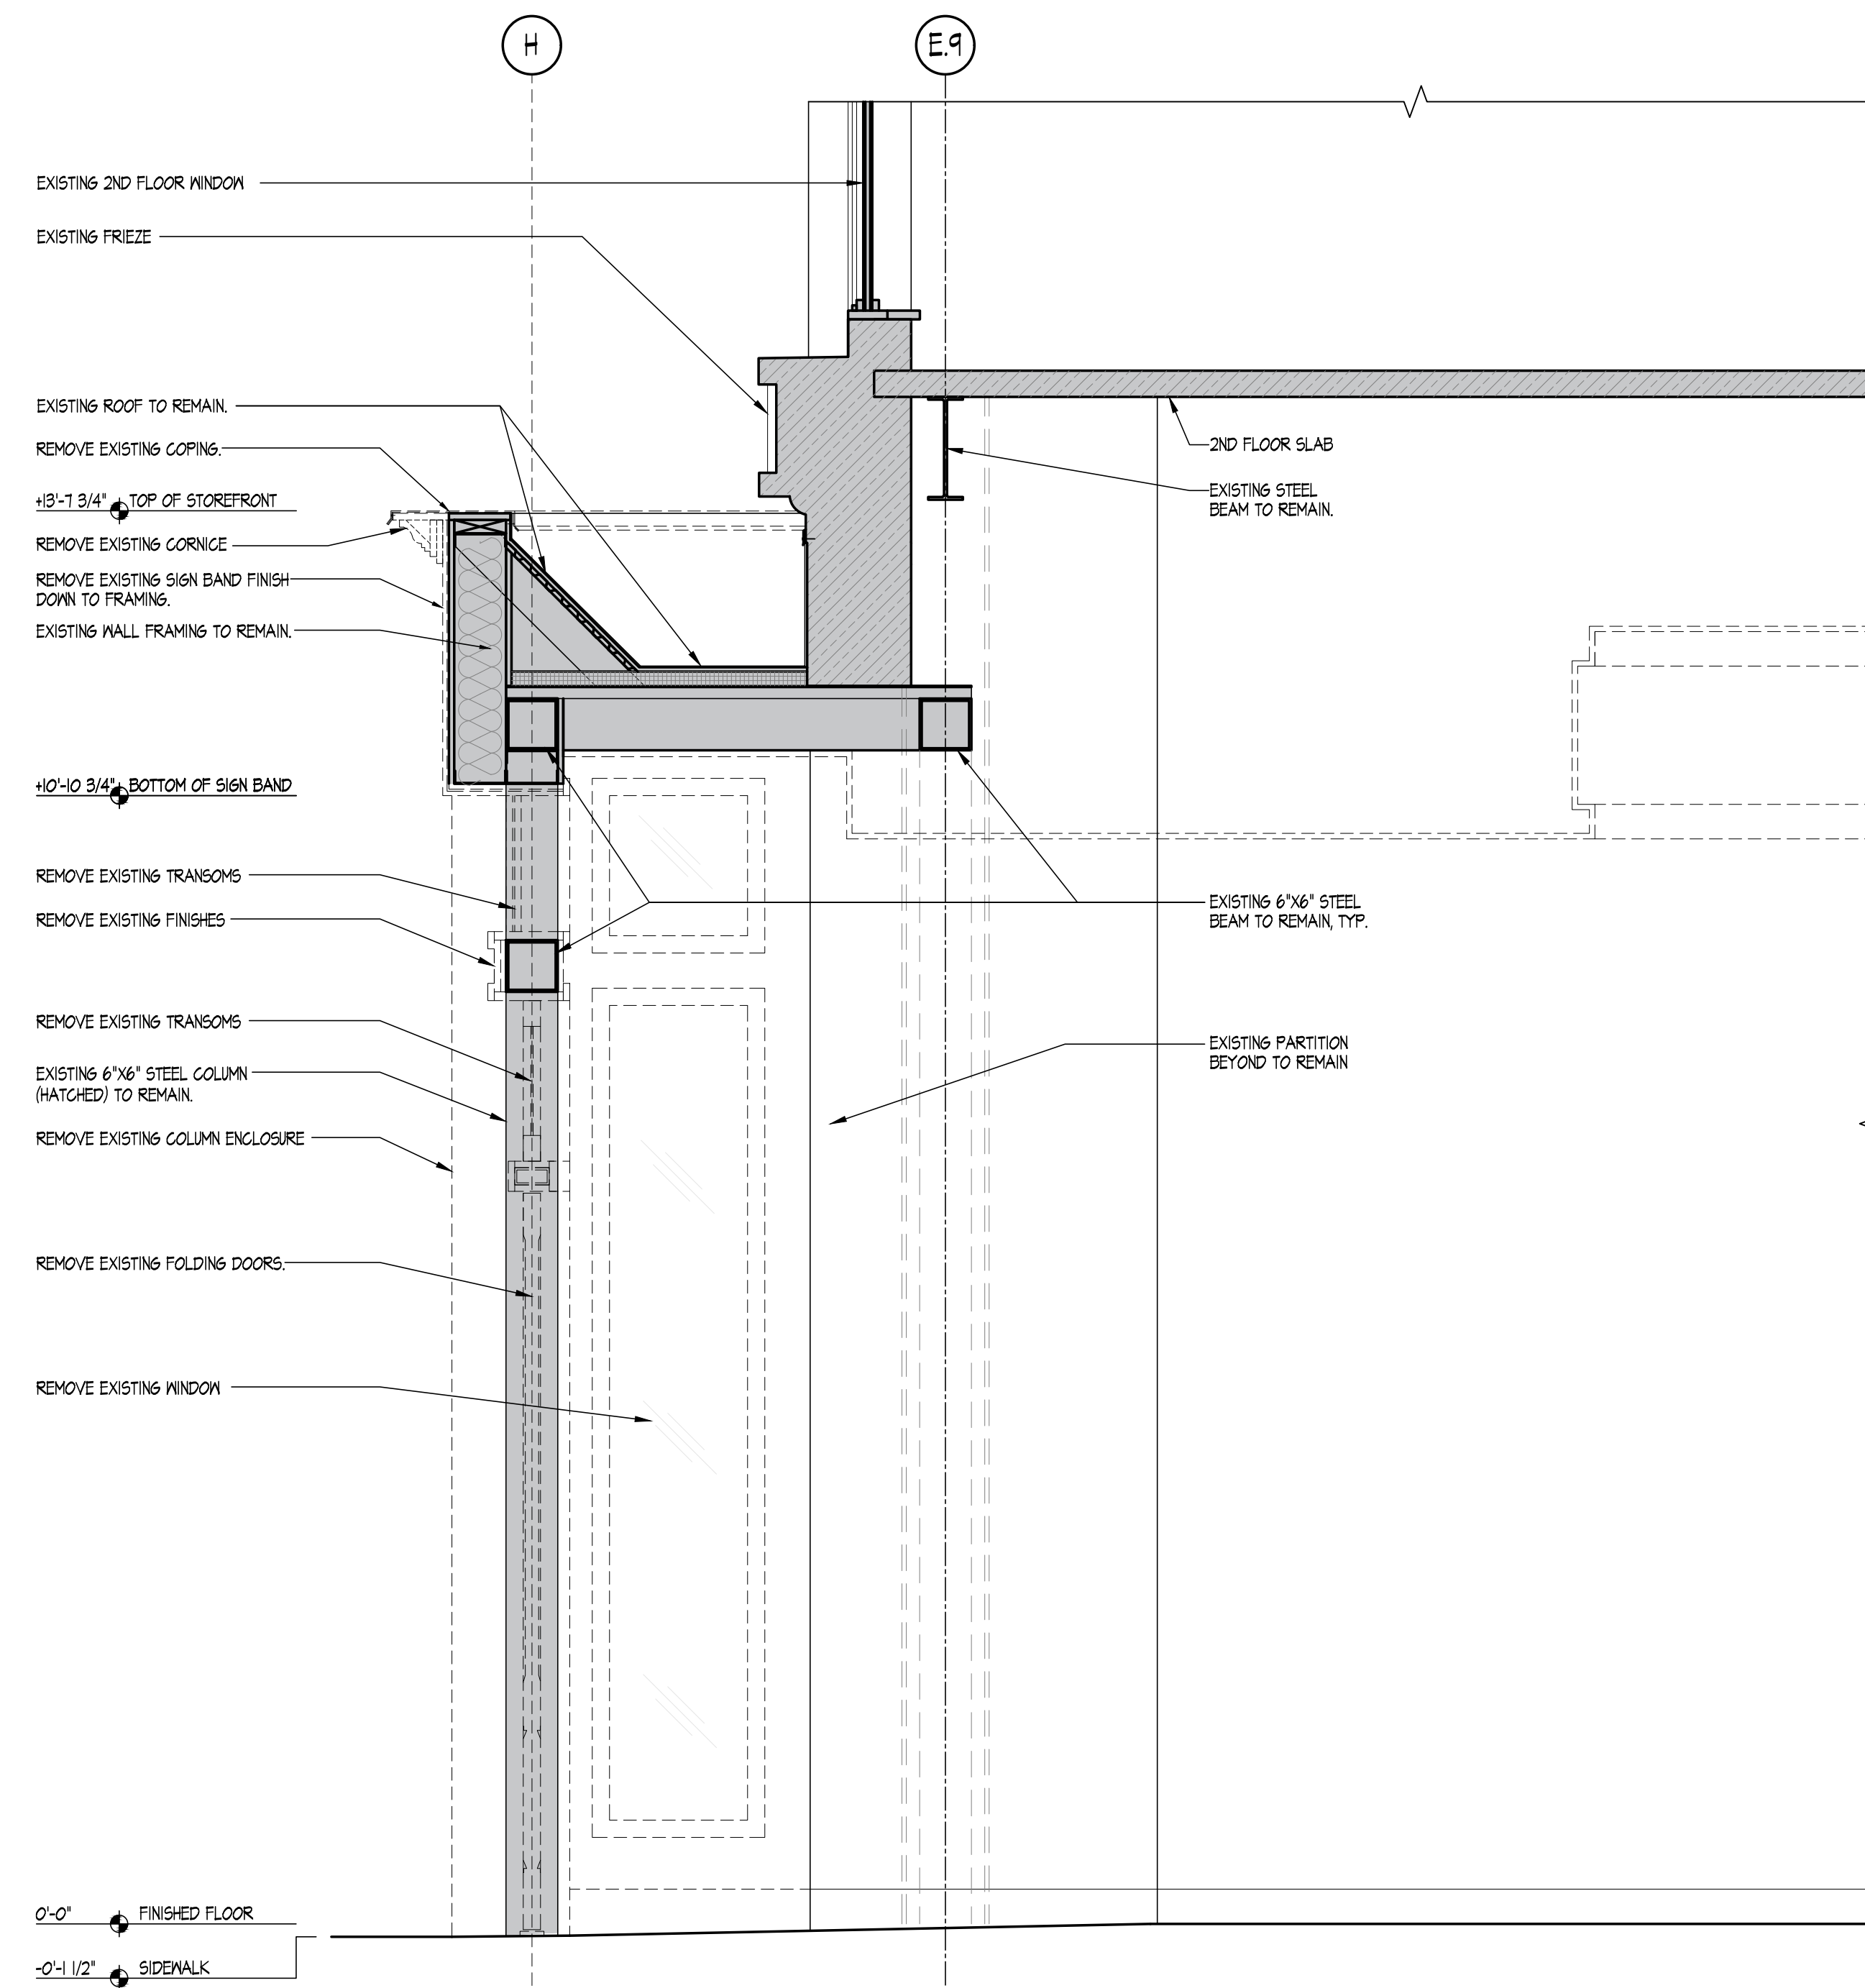 H
E.9
EXISTING 2ND FLOOR WINDOW
EXISTING FRIEZE
EXISTING ROOF TO REMAIN.
REMOVE EXISTING COPING.
+13'-7 3/4" TOP OF STOREFRONT
REMOVE EXISTING CORNICE
REMOVE EXISTING SIGN BAND FINISH
DOWN TO FRAMING.
EXISTING WALL FRAMING TO REMAIN.
+10'-10 3/4" BOTTOM OF SIGN BAND
REMOVE EXISTING TRANSOMS
REMOVE EXISTING FINISHES
REMOVE EXISTING TRANSOMS
EXISTING 6"X6" STEEL COLUMN
(HATCHED) TO REMAIN.
REMOVE EXISTING COLUMN ENCLOSURE
REMOVE EXISTING FOLDING DOORS.
REMOVE EXISTING WINDOW
0'-0" FINISHED FLOOR
-0'-1 1/2" SIDEWALK
2ND FLOOR SLAB
EXISTING STEEL
BEAM TO REMAIN.
EXISTING 6"X6" STEEL
BEAM TO REMAIN, TYP.
EXISTING PARTITION
BEYOND TO REMAIN